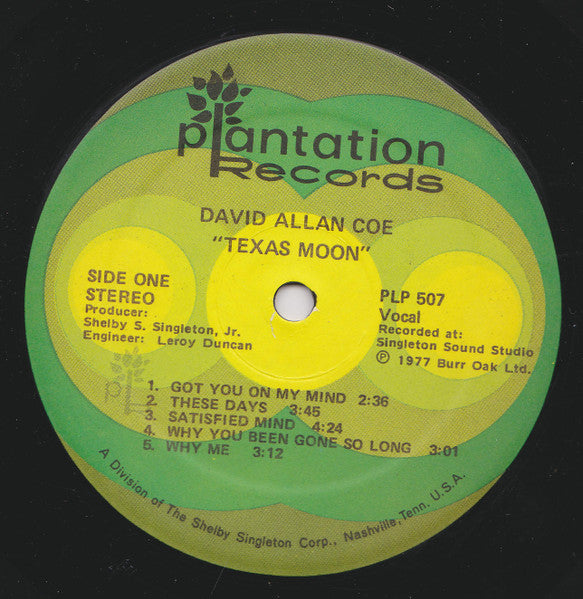 plantation
Records
DAVID ALLAN COE
"TEXAS MOON"
SIDE ONE
STEREO
Producer:
Shelby S. Singleton, Jr.
Engineer: Leroy Duncan
PLP 507
Vocal
Recorded at:
Singleton Sound Studio
Ⓟ 1977 Burr Oak Ltd.
1. GOT YOU ON MY MIND 2:36
2. THESE DAYS 3:45
3. SATISFIED MIND 4:24
4. WHY YOU BEEN GONE SO LONG 3:01
5. WHY ME 3:12
A Division of The Shelby Singleton Corp., Nashville, Tenn. U.S.A.